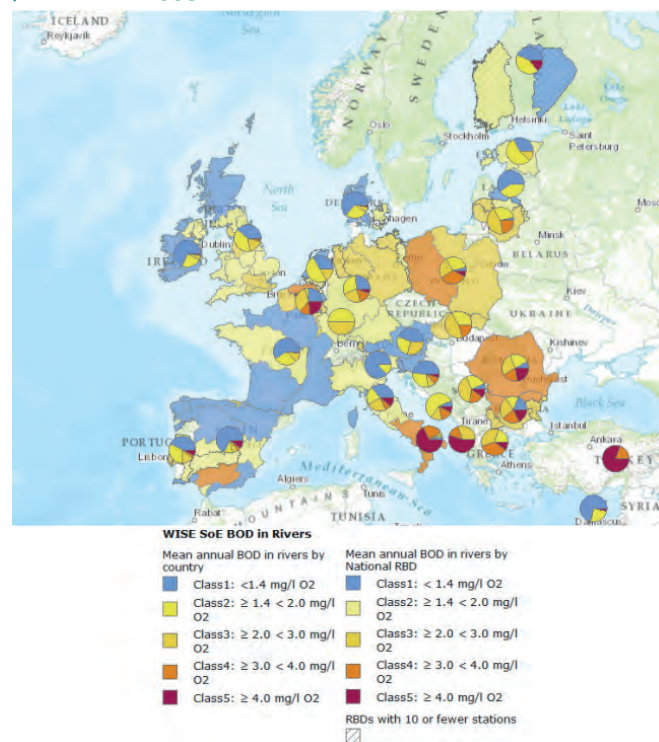 ICELAND
Reykjavik
Norwegian
Sea
NORWAY
SWEDEN
Oslo
Stockholm
Helsinki
Saint
Petersburg
North
Sea
Dublin
Minsk
BELARUS
CZECH
REPUBLIC
Kiev
UKRAINE
Kishinev
Budapest
Black Sea
Istanbul
Ankara
Tirane
GREECE
Athens
Lisbon
Algiers
Tunis
Mediterranean Sea
MOUNTAINS
Rabat
TUNISIA
SYRIA
Damascus
WISE SoE BOD in Rivers
Mean annual BOD in rivers by
country
Class1: <1.4 mg/l O2
Class2: ≥ 1.4 < 2.0 mg/l
O2
Class3: ≥ 2.0 < 3.0 mg/l
O2
Class4: ≥ 3.0 < 4.0 mg/l
O2
Class5: ≥ 4.0 mg/l O2
Mean annual BOD in rivers by
National RBD
Class1: < 1.4 mg/l O2
Class2: ≥ 1.4 < 2.0 mg/l
O2
Class3: ≥ 2.0 < 3.0 mg/l
O2
Class4: ≥ 3.0 < 4.0 mg/l
O2
Class5: ≥ 4.0 mg/l O2
RBDs with 10 or fewer stations